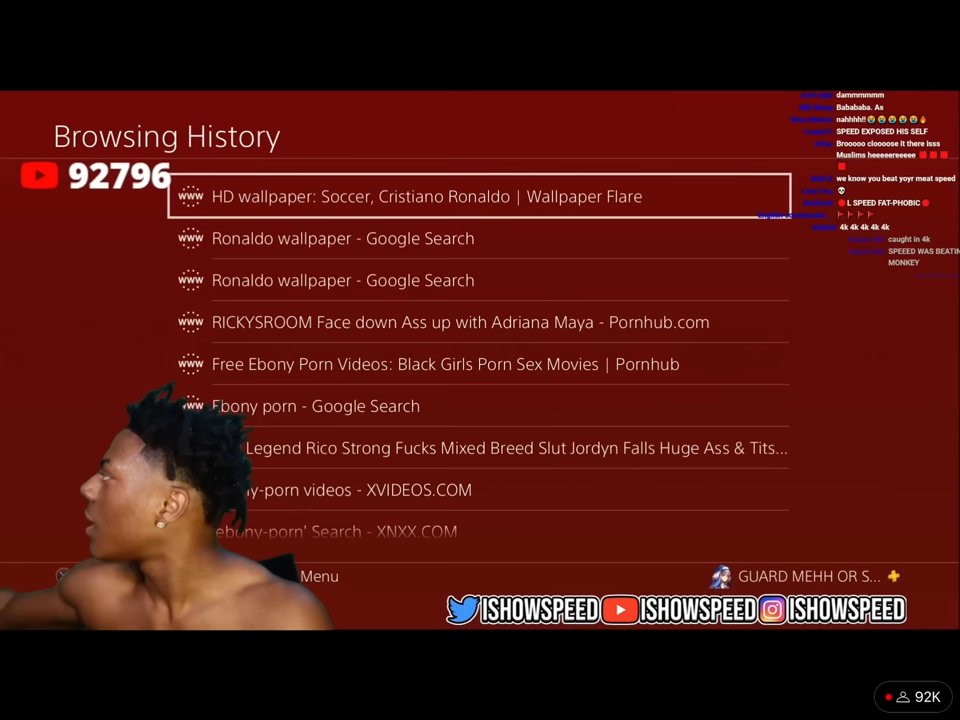 Browsing History
92796
HD wallpaper: Soccer, Cristiano Ronaldo | Wallpaper Flare
Ronaldo wallpaper - Google Search
Ronaldo wallpaper - Google Search
RICKYSROOM Face down Ass up with Adriana Maya - Pornhub.com
Free Ebony Porn Videos: Black Girls Porn Sex Movies | Pornhub
Ebony porn - Google Search
Legend Rico Strong Fucks Mixed Breed Slut Jordyn Falls Huge Ass & Tits...
y-porn videos - XVIDEOS.COM
ebony-porn' Search - XNXX.COM
Menu
GUARD MEHH OR S...
ISHOWSPEED ISHOWSPEED ISHOWSPEED
dammmmmm
Babababa. As
nahhhh!!😭😭😭😭😭🔥
SPEED EXPOSED HIS SELF
Brooooo cloooose it there isss
Muslims heeeereeeee 🟥🟥🟥
🟥
we know you beat yoyr meat speed
💀
🔴L SPEED FAT-PHOBIC🔴
🚩🚩🚩🚩
4k 4k 4k 4k 4k
caught in 4k
SPEEED WAS BEATIN
MONKEY
92K